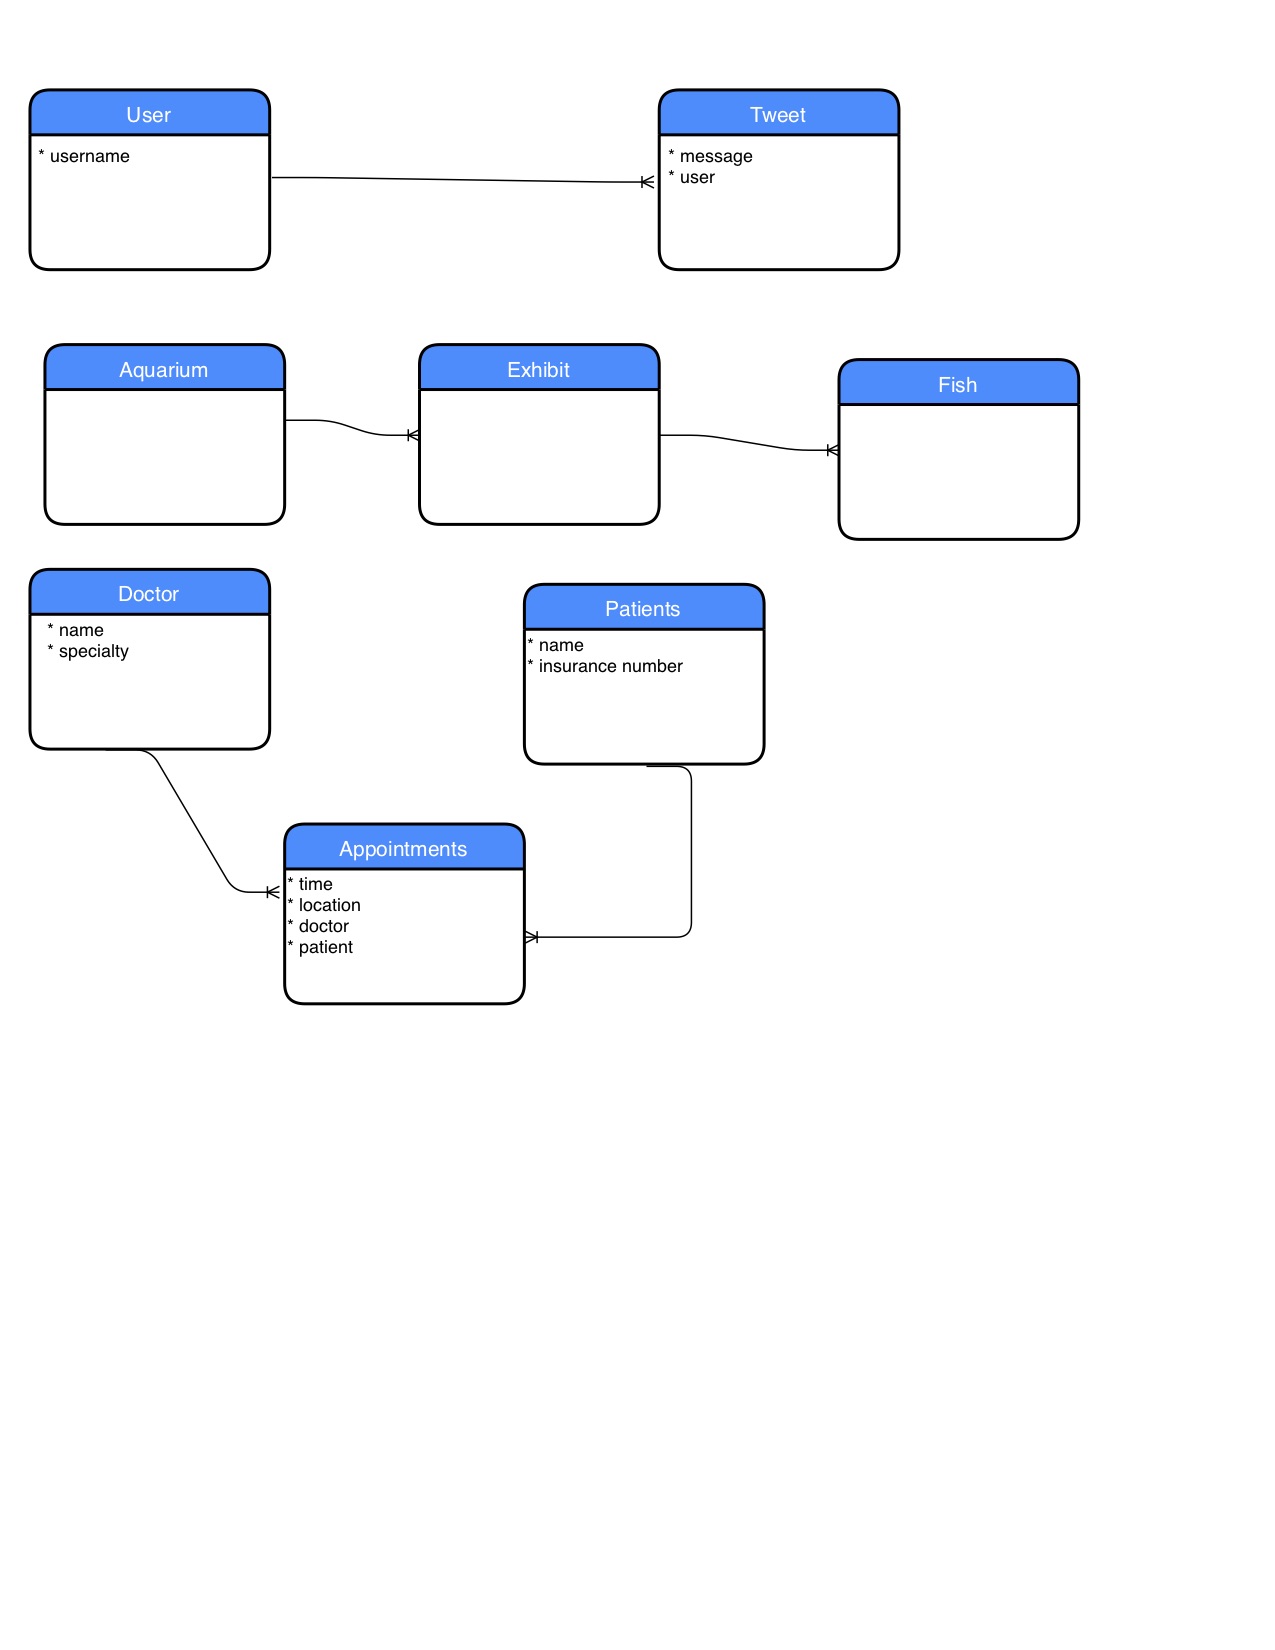 User
* username
Tweet
* message
* user
Aquarium
Exhibit
Fish
Doctor
* name
* specialty
Patients
* name
* insurance number
Appointments
* time
* location
* doctor
* patient